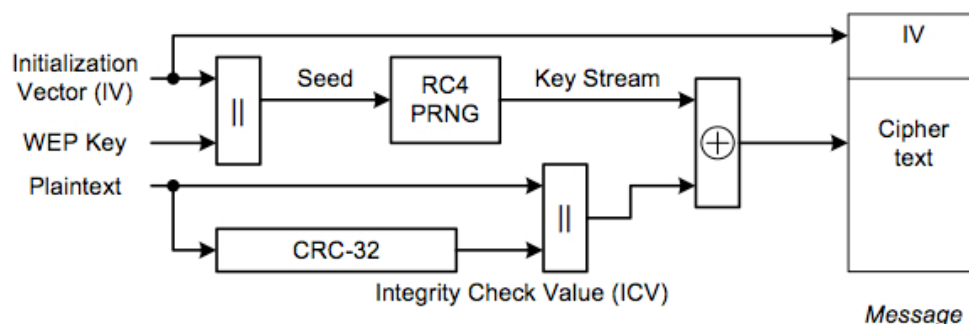 IV
Initialization
Vector (IV)
Seed
RC4
PRNG
Key Stream
||
WEP Key
Cipher
text
Plaintext
||
CRC-32
Integrity Check Value (ICV)
Message